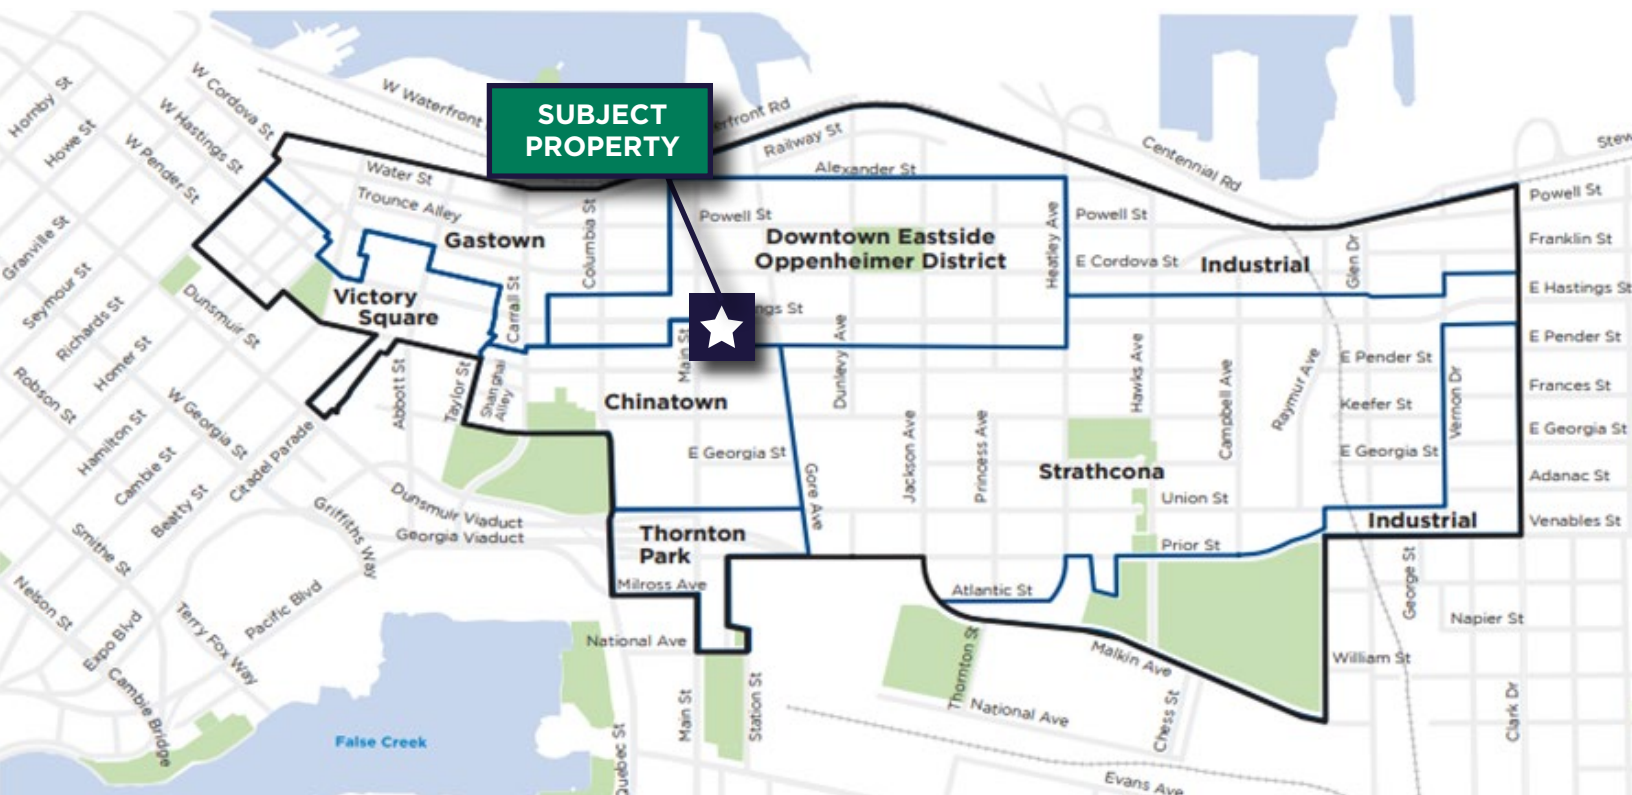 SUBJECT
PROPERTY
Hornby St
Howe St
W Cordova St
W Hastings St
W Pender St
W Waterfront
erfront Rd
Railway St
Alexander St
Centennial Rd
Stew
Water St
Trounce Alley
Gastown
Columbia St
Powell St
Downtown Eastside
Oppenheimer District
Heatley Ave
Powell St
E Cordova St
Industrial
Glen Dr
Powell St
Franklin St
E Hastings St
Granville St
Seymour St
Richards St
Homer St
Dunsmuir St
Victory
Square
Carrall St
ngs St
Main St
Dunlevy Ave
Hawks Ave
Campbell Ave
Raymur Ave
E Pender St
E Pender St
Keefer St
Frances St
Vernon Dr
E Georgia St
E Georgia St
Robson St
Hamilton St
Cambie St
Beatty St
W Georgia St
Citadel Parade
Abbott St
Taylor St
Shanghai
Alley
Chinatown
E Georgia St
Gore Ave
Jackson Ave
Princess Ave
Strathcona
Union St
Adanac St
Industrial
Venables St
Smithe St
Nelson St
Expo Blvd
Terry Fox Way
Pacific Blvd
Griffiths Way
Dunsmuir Viaduct
Georgia Viaduct
Thornton
Park
Milross Ave
National Ave
Prior St
Atlantic St
George St
Napier St
William St
Malkin Ave
Thornton St
National Ave
Chess St
Clark Dr
Cambie Bridge
False Creek
Quebec St
Main St
Station St
Evans Ave